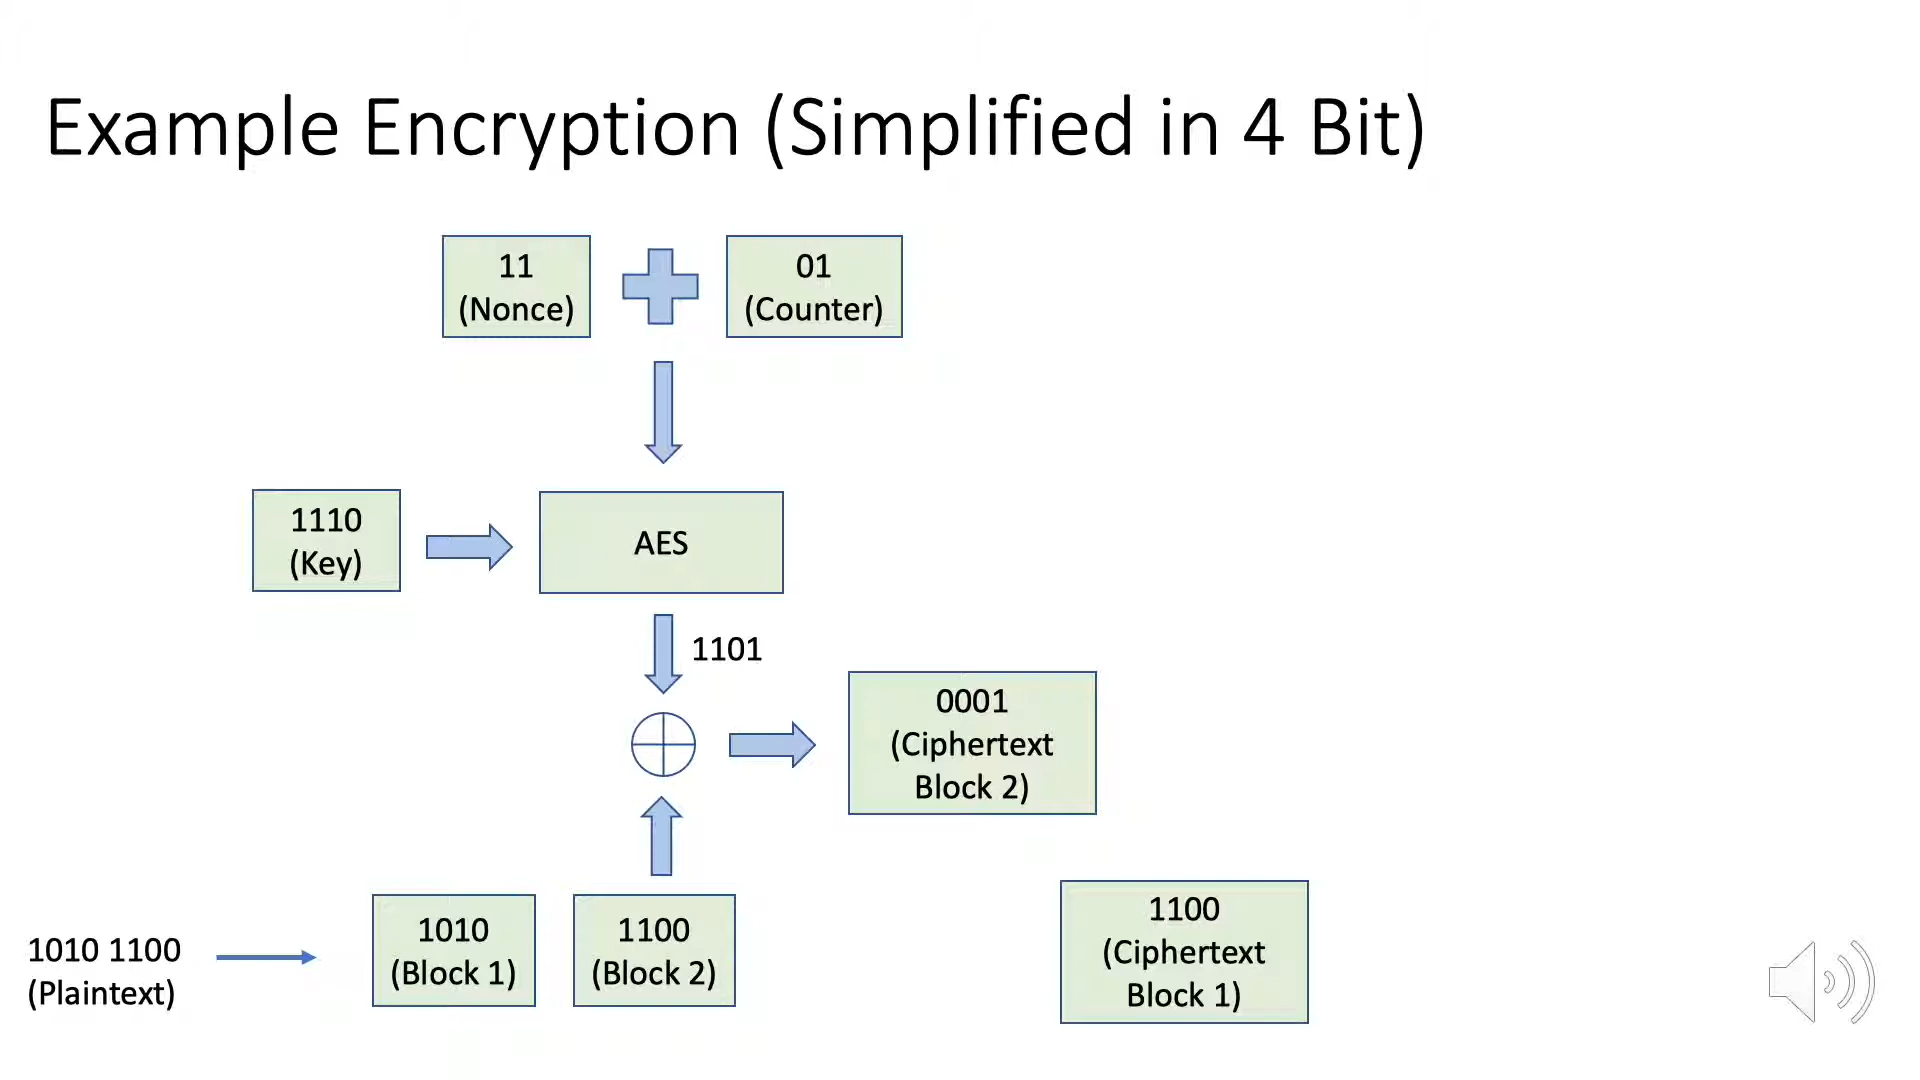 Example Encryption (Simplified in 4 Bit)
11
(Nonce)
01
(Counter)
1110
(Key)
AES
1101
0001
(Ciphertext
Block 2)
1010 1100
(Plaintext)
1010
(Block 1)
1100
(Block 2)
1100
(Ciphertext
Block 1)